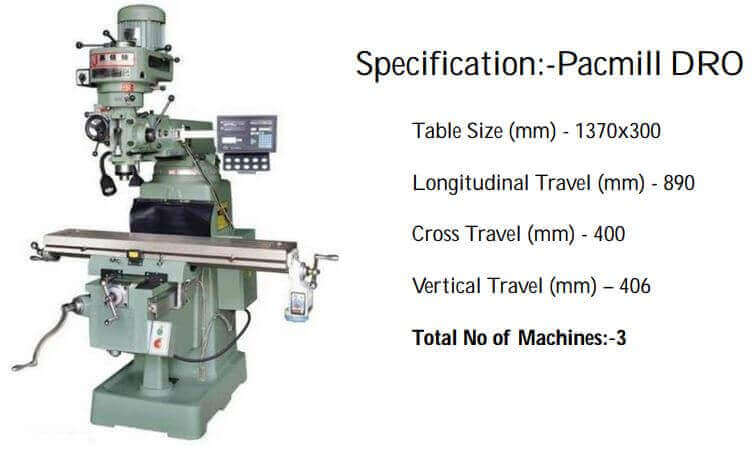 Specification:-Pacmill DRO
Table Size (mm) - 1370x300
Longitudinal Travel (mm) - 890
Cross Travel (mm) - 400
Vertical Travel (mm) – 406
Total No of Machines:-3